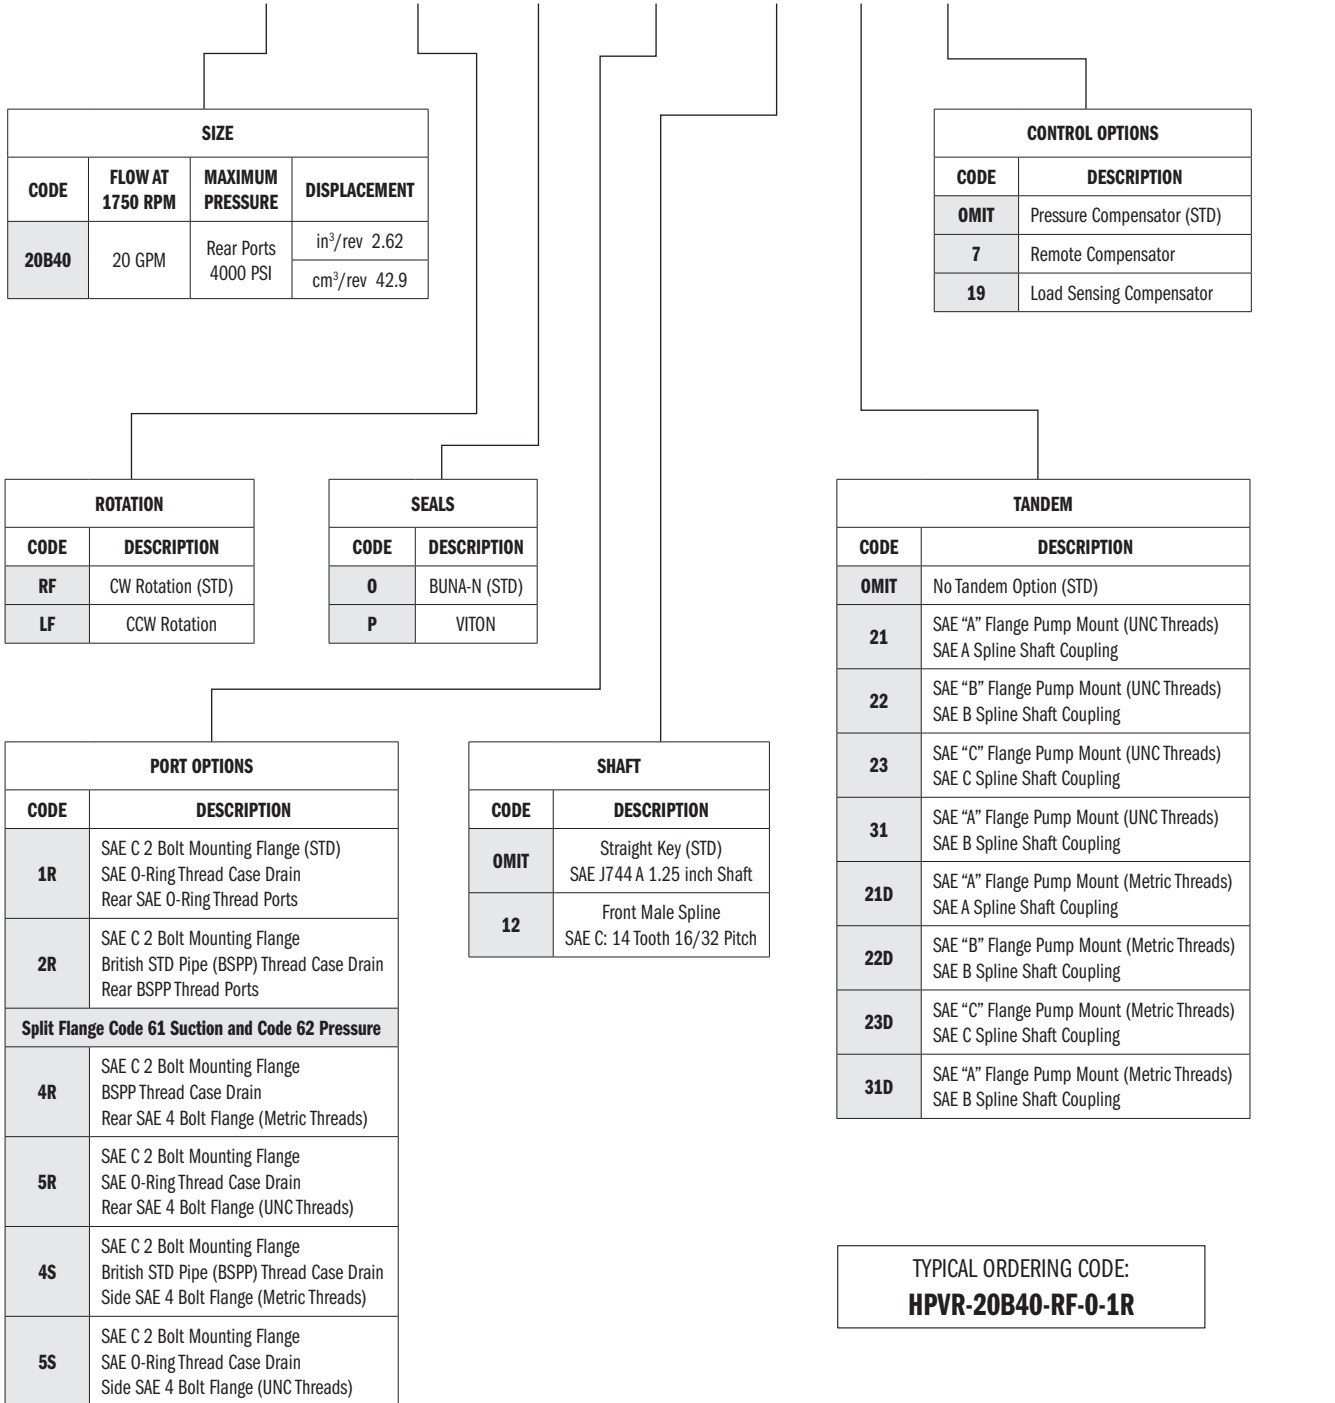 SIZE
CODE
FLOW AT
1750 RPM
MAXIMUM
PRESSURE
DISPLACEMENT
20B40
20 GPM
Rear Ports
4000 PSI
in³/rev 2.62
cm³/rev 42.9
CONTROL OPTIONS
CODE DESCRIPTION
OMIT Pressure Compensator (STD)
7 Remote Compensator
19 Load Sensing Compensator
ROTATION
CODE DESCRIPTION
RF CW Rotation (STD)
LF CCW Rotation
SEALS
CODE DESCRIPTION
O BUNA-N (STD)
P VITON
TANDEM
CODE DESCRIPTION
OMIT No Tandem Option (STD)
21
SAE “A” Flange Pump Mount (UNC Threads)
SAE A Spline Shaft Coupling
22
SAE “B” Flange Pump Mount (UNC Threads)
SAE B Spline Shaft Coupling
23
SAE “C” Flange Pump Mount (UNC Threads)
SAE C Spline Shaft Coupling
31
SAE “A” Flange Pump Mount (UNC Threads)
SAE B Spline Shaft Coupling
21D
SAE “A” Flange Pump Mount (Metric Threads)
SAE A Spline Shaft Coupling
22D
SAE “B” Flange Pump Mount (Metric Threads)
SAE B Spline Shaft Coupling
23D
SAE “C” Flange Pump Mount (Metric Threads)
SAE C Spline Shaft Coupling
31D
SAE “A” Flange Pump Mount (Metric Threads)
SAE B Spline Shaft Coupling
PORT OPTIONS
CODE DESCRIPTION
1R
SAE C 2 Bolt Mounting Flange (STD)
SAE O-Ring Thread Case Drain
Rear SAE O-Ring Thread Ports
2R
SAE C 2 Bolt Mounting Flange
British STD Pipe (BSPP) Thread Case Drain
Rear BSPP Thread Ports
Split Flange Code 61 Suction and Code 62 Pressure
4R
SAE C 2 Bolt Mounting Flange
BSPP Thread Case Drain
Rear SAE 4 Bolt Flange (Metric Threads)
5R
SAE C 2 Bolt Mounting Flange
SAE O-Ring Thread Case Drain
Rear SAE 4 Bolt Flange (UNC Threads)
4S
SAE C 2 Bolt Mounting Flange
British STD Pipe (BSPP) Thread Case Drain
Side SAE 4 Bolt Flange (Metric Threads)
5S
SAE C 2 Bolt Mounting Flange
SAE O-Ring Thread Case Drain
Side SAE 4 Bolt Flange (UNC Threads)
SHAFT
CODE DESCRIPTION
OMIT
Straight Key (STD)
SAE J744 A 1.25 inch Shaft
12
Front Male Spline
SAE C: 14 Tooth 16/32 Pitch
TYPICAL ORDERING CODE:
HPVR-20B40-RF-O-1R